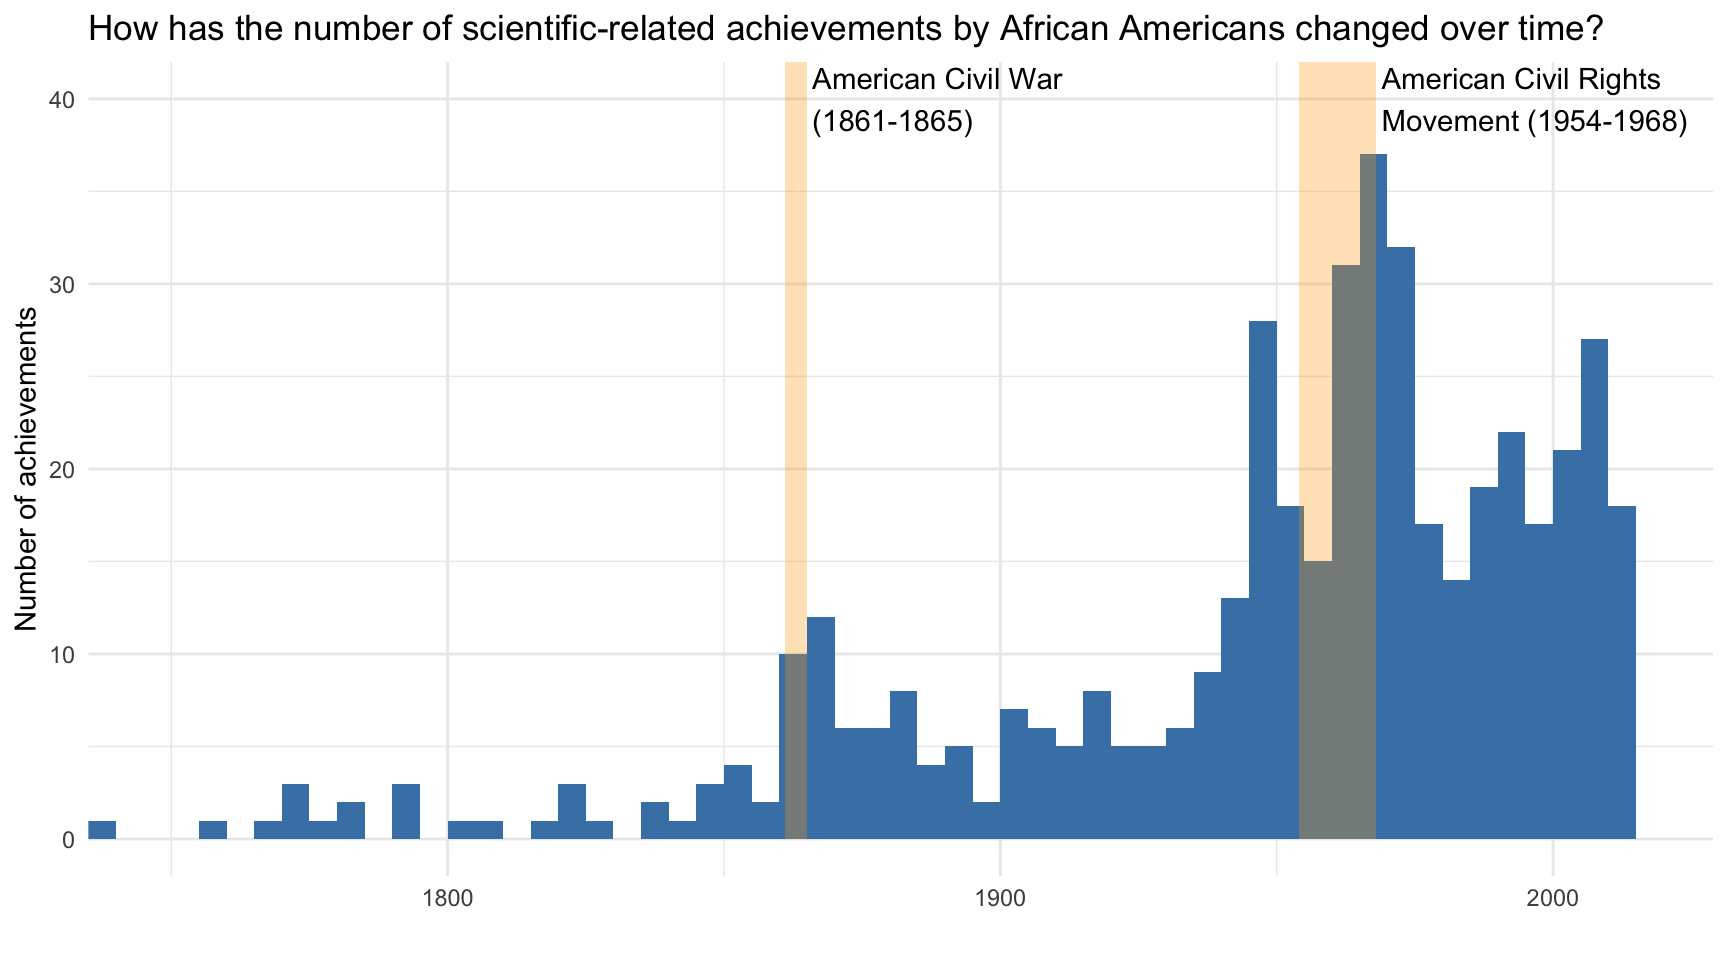 How has the number of scientific-related achievements by African Americans changed over time?
American Civil War
(1861-1865)
American Civil Rights
Movement (1954-1968)
Number of achievements
40
30
20
10
0
1800
1900
2000